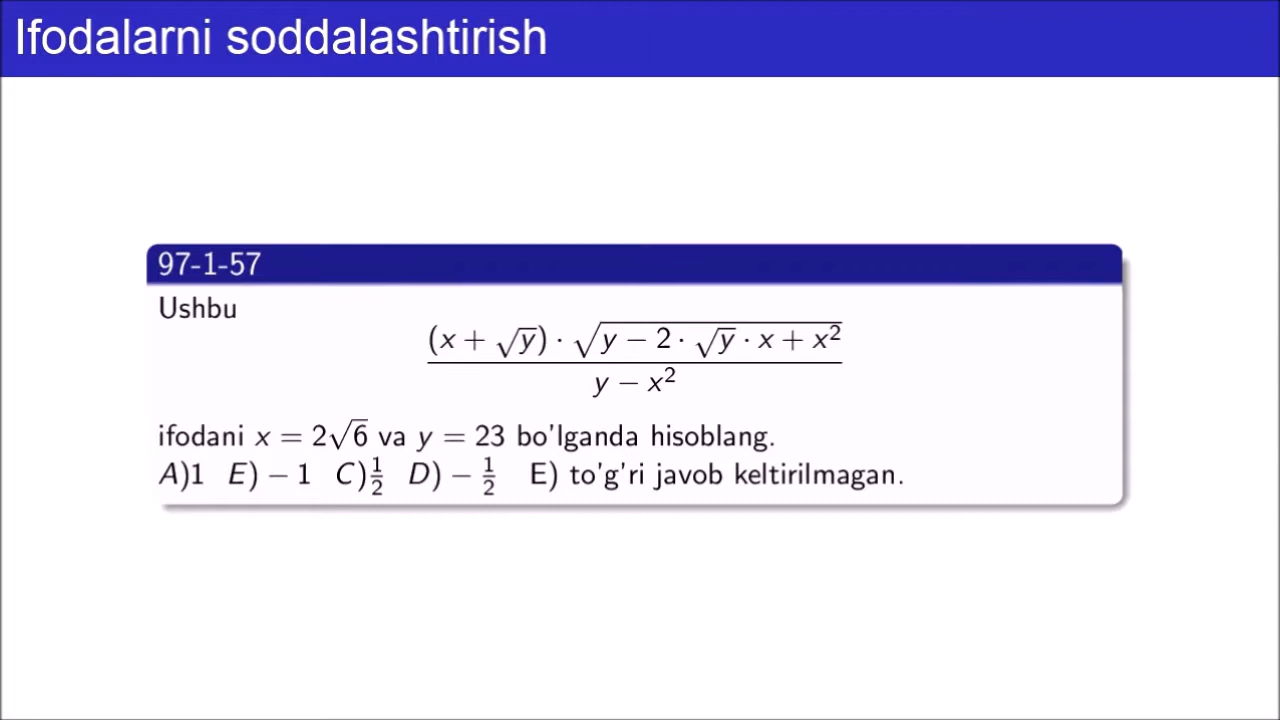 Ifodalarni soddalashtirish
97-1-57
Ushbu
(x + √y) · √(y − 2 · √y · x + x²)
y − x²
ifodani x = 2√6 va y = 23 bo'lganda hisoblang.
A)1 E) − 1 C)½ D) − ½ E) to'g'ri javob keltirilmagan.